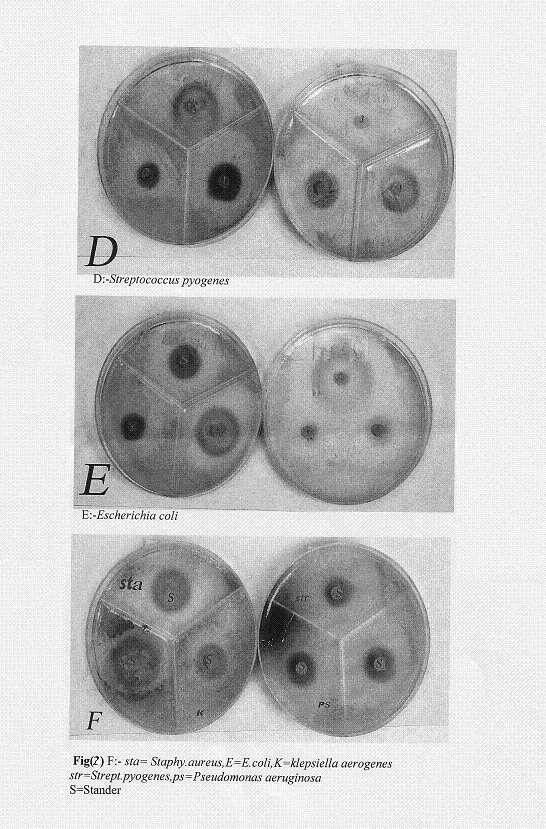 D
D:-Streptococcus pyogenes
S
E
E:-Escherichia coli
sta
S
str
S
S
S
K
PS
S
F
Fig(2) F:- sta= Staphy.aureus,E=E.coli,K=klepsiella aerogenes
str=Strept.pyogenes,ps=Pseudomonas aeruginosa
S=Stander